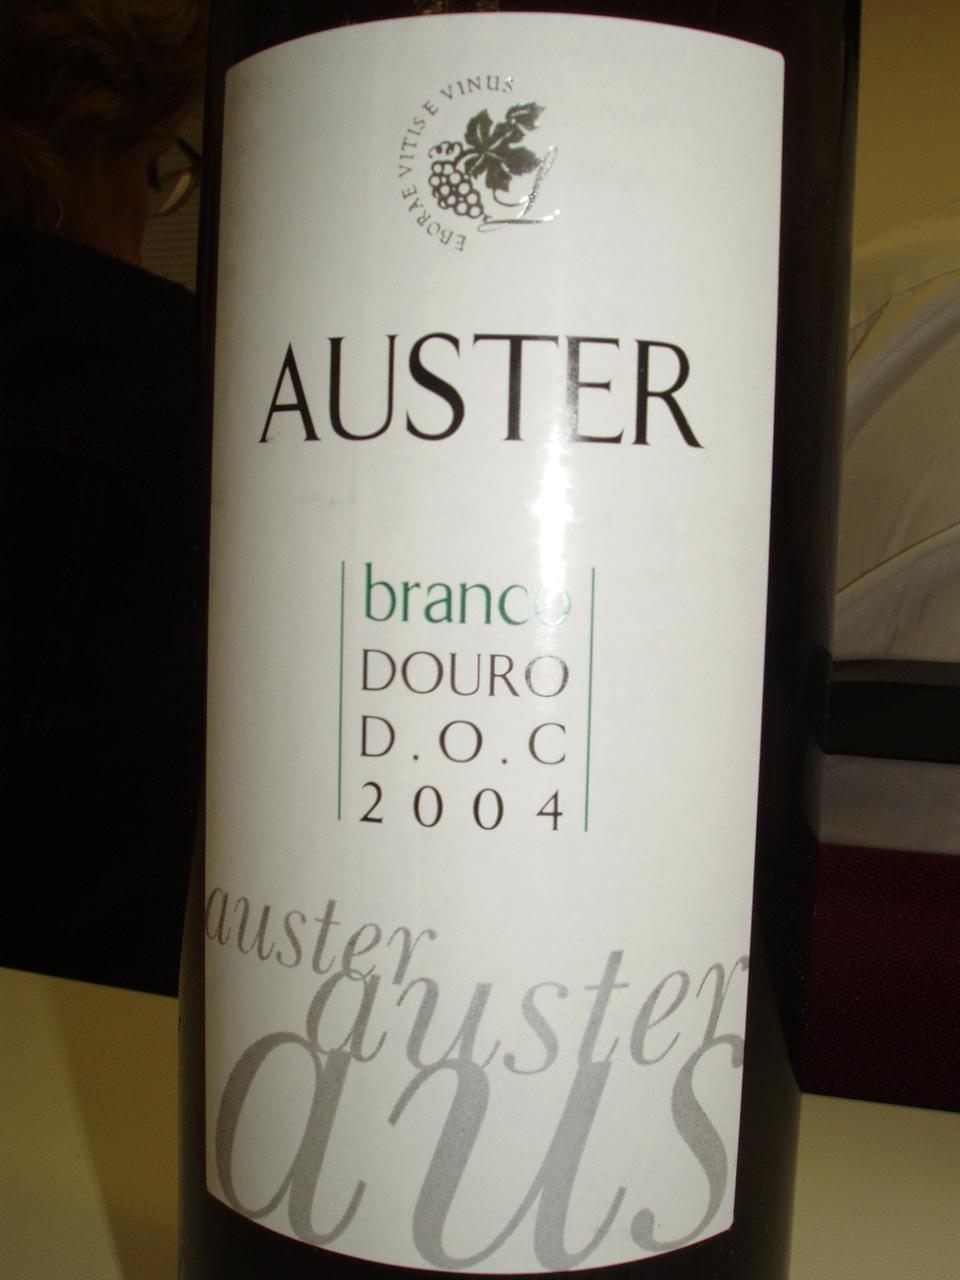 EBORAE VITIS E VINUS
AUSTER
branco
DOURO
D.O.C
2004
auster
auster
aus